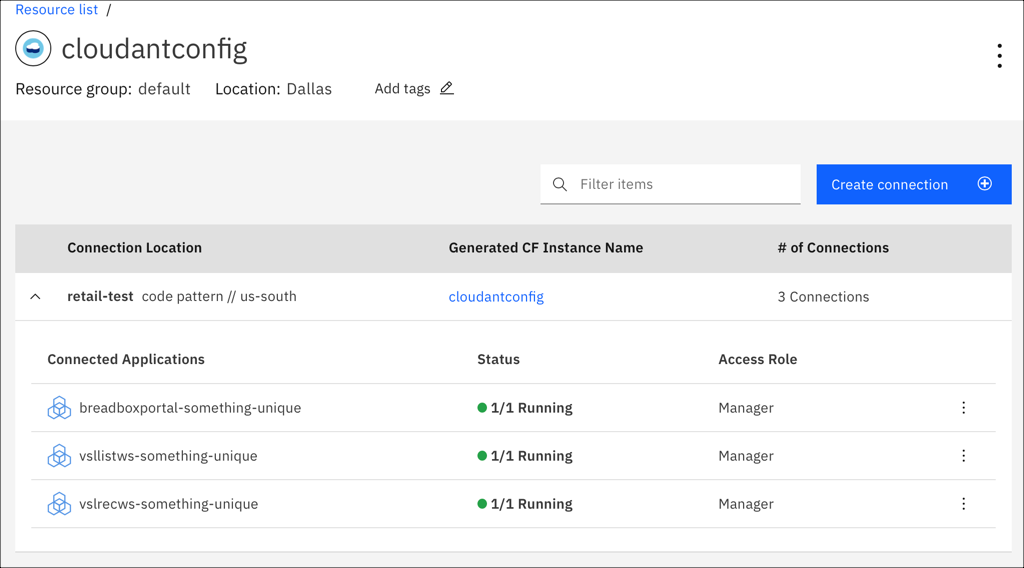 Resource list /
cloudantconfig
Resource group: default Location: Dallas Add tags
Filter items Create connection
Connection Location Generated CF Instance Name # of Connections
retail-test code pattern // us-south cloudantconfig 3 Connections
Connected Applications Status Access Role
breadboxportal-something-unique 1/1 Running Manager
vsllistws-something-unique 1/1 Running Manager
vslrecws-something-unique 1/1 Running Manager